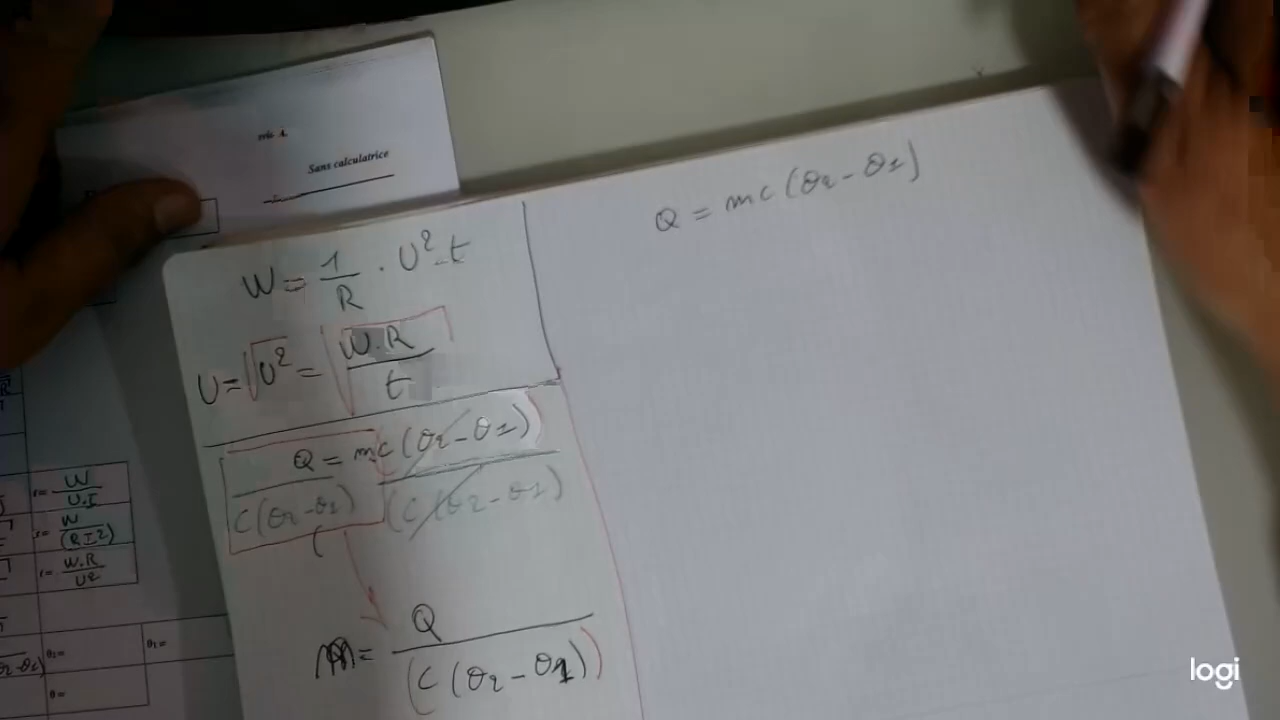 Sans calculatrice
W = 1/R . U² . t
U = √U² = √(W.R/t)
Q = mc(θ2 - θ1)
C(θ2-θ1) (C(θ2 - θ1)
(
m = Q/(C(θ2 - θ1))
Q = mc(θ2 - θ1)
t = W/U.I
t = W/(RI²)
t = W.R/U²
θ2= θ1=
θ=
logi